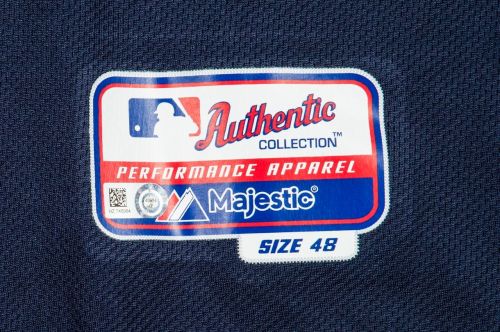 Authentic
COLLECTION™
PERFORMANCE APPAREL
Majestic®
SIZE 48